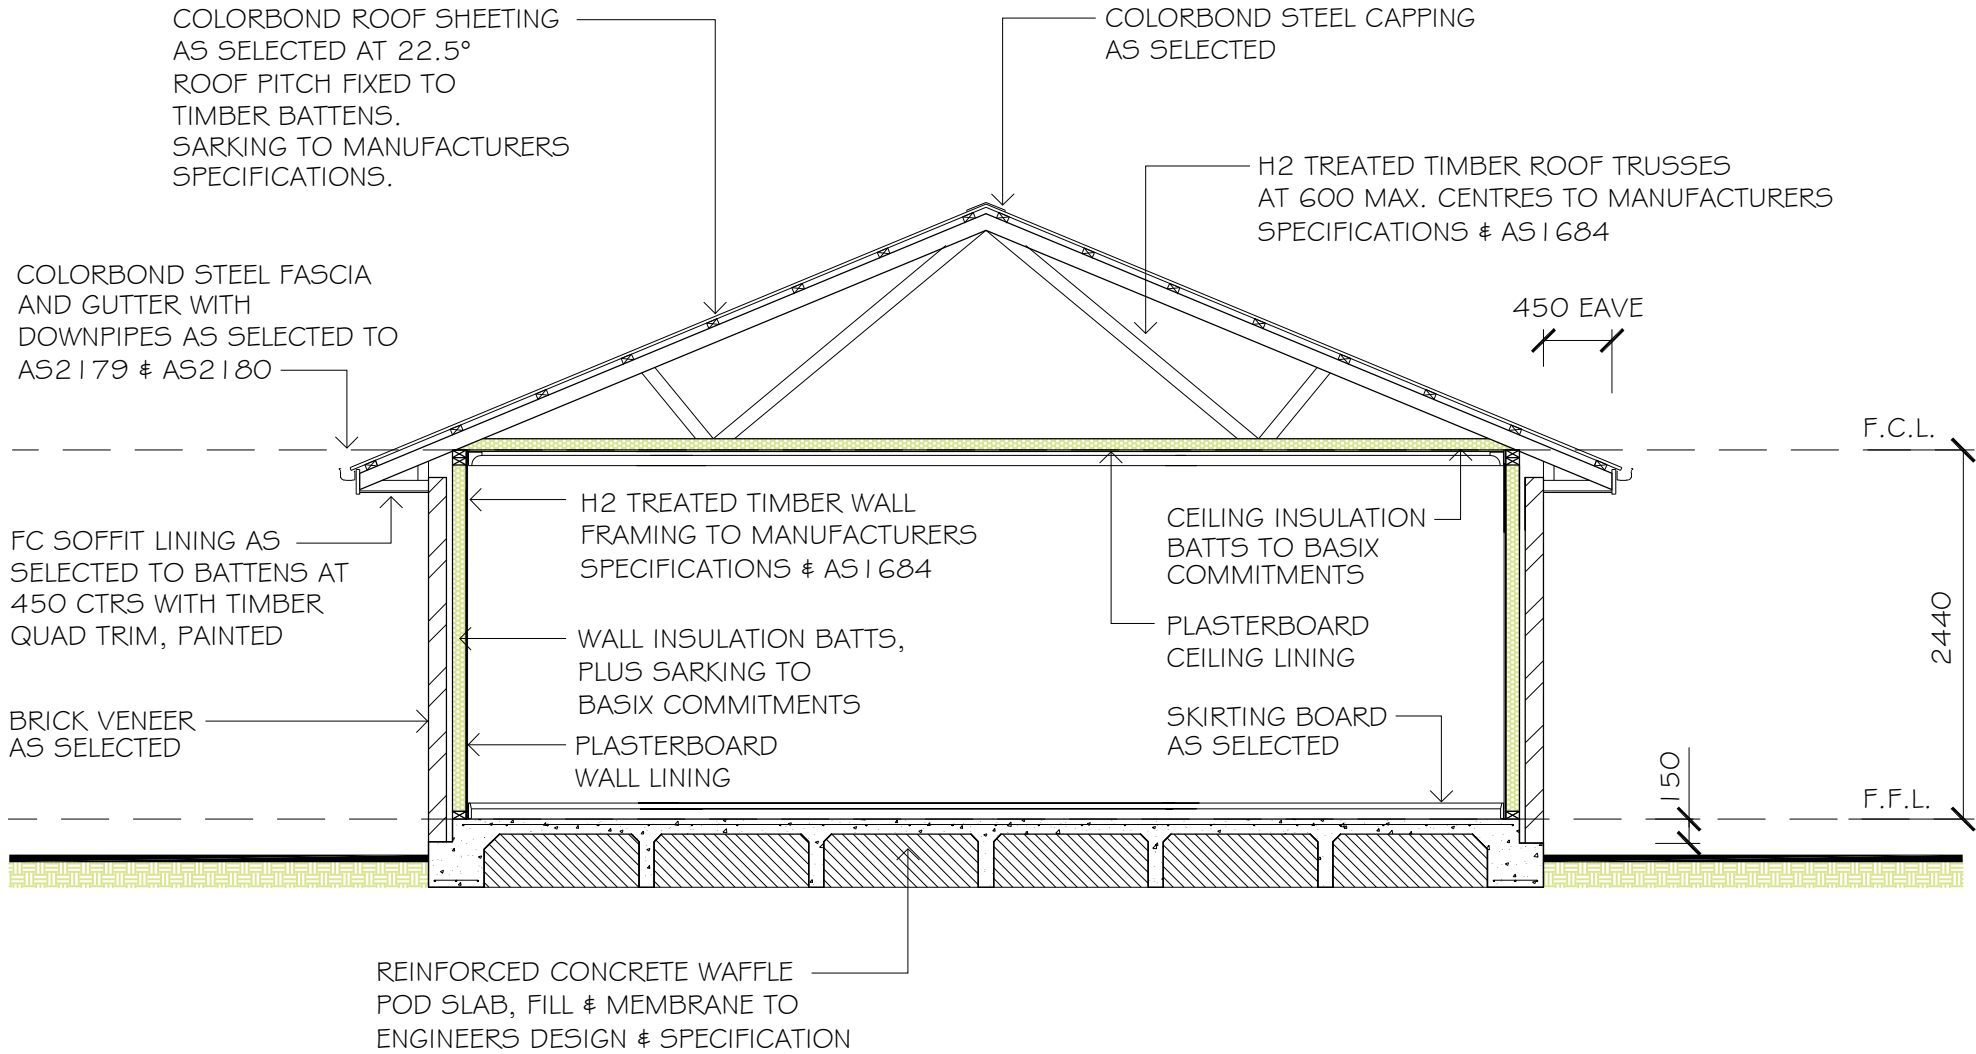 COLORBOND ROOF SHEETING
AS SELECTED AT 22.5°
ROOF PITCH FIXED TO
TIMBER BATTENS.
SARKING TO MANUFACTURERS
SPECIFICATIONS.
COLORBOND STEEL CAPPING
AS SELECTED
H2 TREATED TIMBER ROOF TRUSSES
AT 600 MAX. CENTRES TO MANUFACTURERS
SPECIFICATIONS & AS1684
COLORBOND STEEL FASCIA
AND GUTTER WITH
DOWNPIPES AS SELECTED TO
AS2179 & AS2180
450 EAVE
F.C.L.
H2 TREATED TIMBER WALL
FRAMING TO MANUFACTURERS
SPECIFICATIONS & AS1684
CEILING INSULATION
BATTS TO BASIX
COMMITMENTS
FC SOFFIT LINING AS
SELECTED TO BATTENS AT
450 CTRS WITH TIMBER
QUAD TRIM, PAINTED
WALL INSULATION BATTS,
PLUS SARKING TO
BASIX COMMITMENTS
PLASTERBOARD
CEILING LINING
2440
BRICK VENEER
AS SELECTED
PLASTERBOARD
WALL LINING
SKIRTING BOARD
AS SELECTED
150
F.F.L.
REINFORCED CONCRETE WAFFLE
POD SLAB, FILL & MEMBRANE TO
ENGINEERS DESIGN & SPECIFICATION